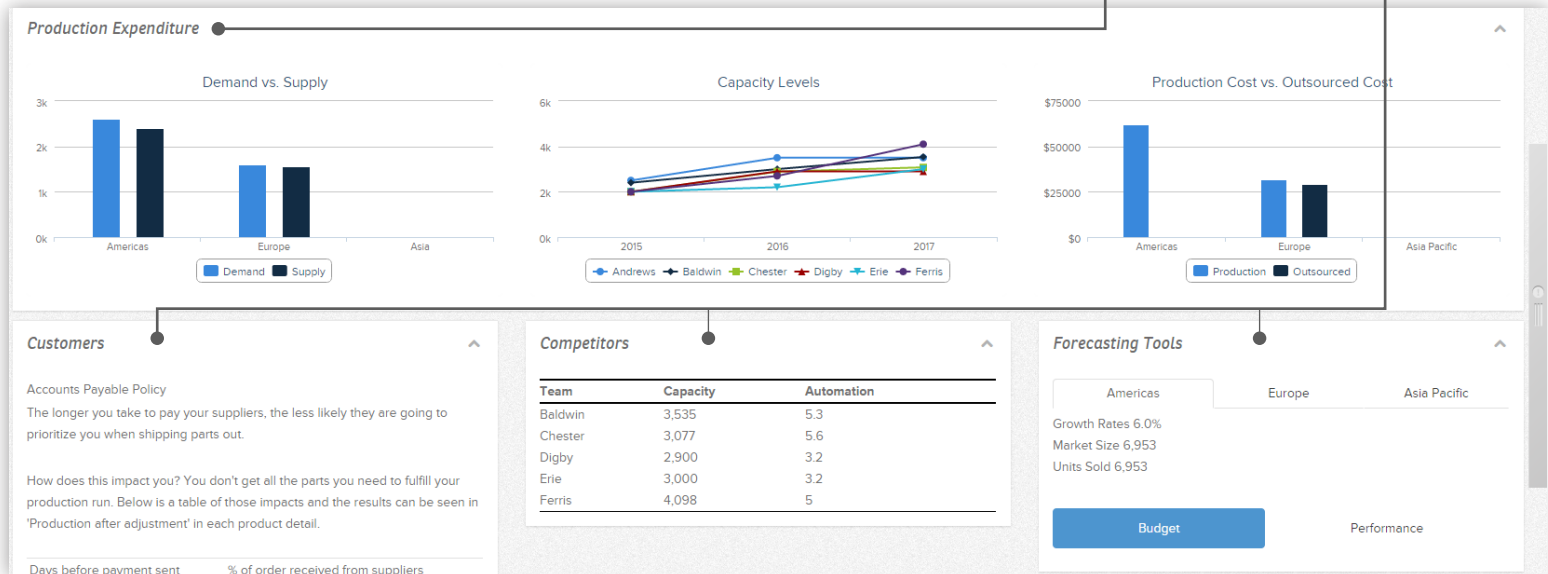 Production Expenditure
Demand vs. Supply
3k
2k
1k
0k
Americas Europe Asia
Demand Supply
Capacity Levels
6k
4k
2k
0k
2015 2016 2017
Andrews Baldwin Chester Digby Erie Ferris
Production Cost vs. Outsourced Cost
$75000
$50000
$25000
$0
Americas Europe Asia Pacific
Production Outsourced
Customers
Accounts Payable Policy
The longer you take to pay your suppliers, the less likely they are going to
prioritize you when shipping parts out.
How does this impact you? You don't get all the parts you need to fulfill your
production run. Below is a table of those impacts and the results can be seen in
'Production after adjustment' in each product detail.
Days before payment sent % of order received from suppliers
Competitors
Team Capacity Automation
Baldwin 3,535 5.3
Chester 3,077 5.6
Digby 2,900 3.2
Erie 3,000 3.2
Ferris 4,098 5
Forecasting Tools
Americas Europe Asia Pacific
Growth Rates 6.0%
Market Size 6,953
Units Sold 6,953
Budget Performance